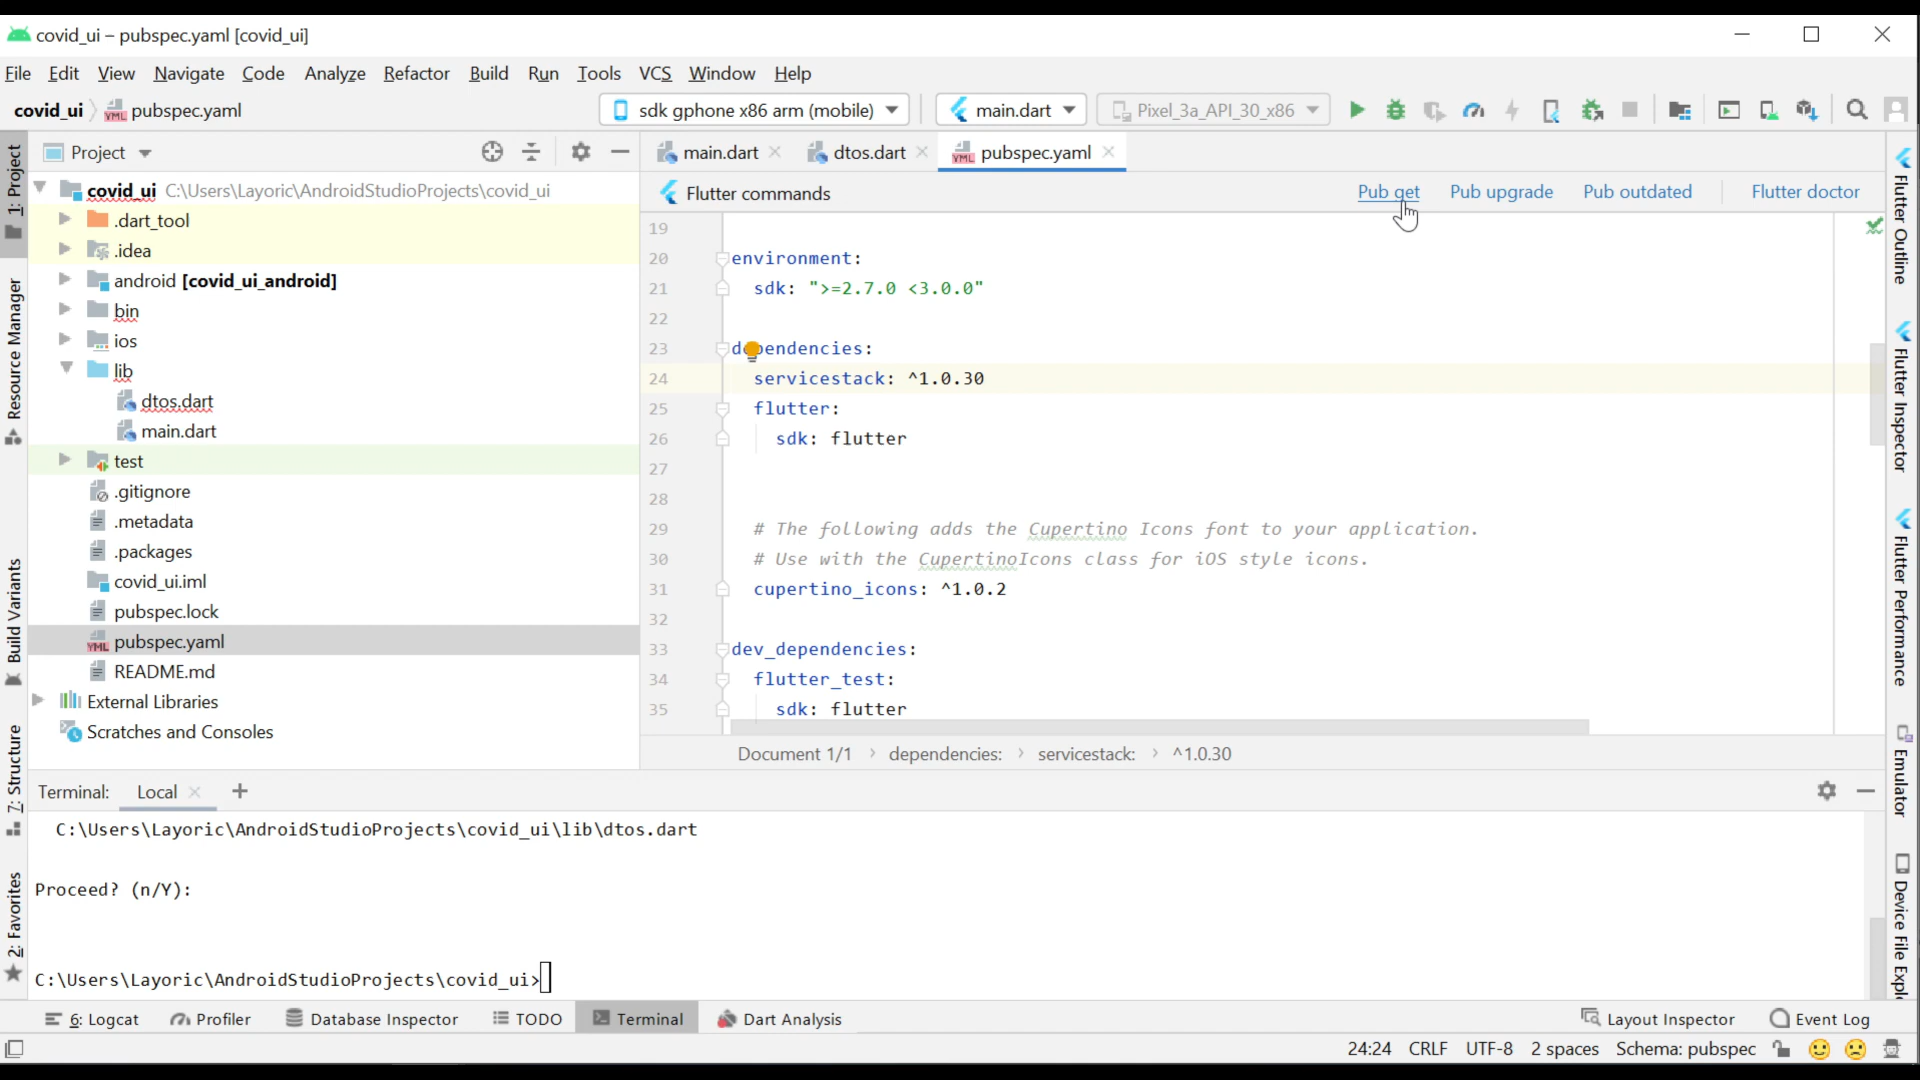 covid_ui – pubspec.yaml [covid_ui]
File Edit View Navigate Code Analyze Refactor Build Run Tools VCS Window Help
covid_ui pubspec.yaml sdk gphone x86 arm (mobile) main.dart Pixel_3a_API_30_x86
1: Project
Resource Manager
Build Variants
7: Structure
2: Favorites
Project
covid_ui C:\Users\Layoric\AndroidStudioProjects\covid_ui
.dart_tool
.idea
android [covid_ui_android]
bin
ios
lib
dtos.dart
main.dart
test
.gitignore
.metadata
.packages
covid_ui.iml
pubspec.lock
YML pubspec.yaml
README.md
External Libraries
Scratches and Consoles
main.dart dtos.dart YML pubspec.yaml
Flutter commands Pub get Pub upgrade Pub outdated Flutter doctor
19
20 environment:
21 sdk: ">=2.7.0 <3.0.0"
22
23 dependencies:
24 servicestack: ^1.0.30
25 flutter:
26 sdk: flutter
27
28
29 # The following adds the Cupertino Icons font to your application.
30 # Use with the CupertinoIcons class for iOS style icons.
31 cupertino_icons: ^1.0.2
32
33 dev_dependencies:
34 flutter_test:
35 sdk: flutter
Document 1/1 › dependencies: › servicestack: › ^1.0.30
Flutter Outline
Flutter Inspector
Flutter Performance
Emulator
Device File Expl
Terminal: Local
C:\Users\Layoric\AndroidStudioProjects\covid_ui\lib\dtos.dart
Proceed? (n/Y):
C:\Users\Layoric\AndroidStudioProjects\covid_ui>
6: Logcat Profiler Database Inspector TODO Terminal Dart Analysis Layout Inspector Event Log
24:24 CRLF UTF-8 2 spaces Schema: pubspec